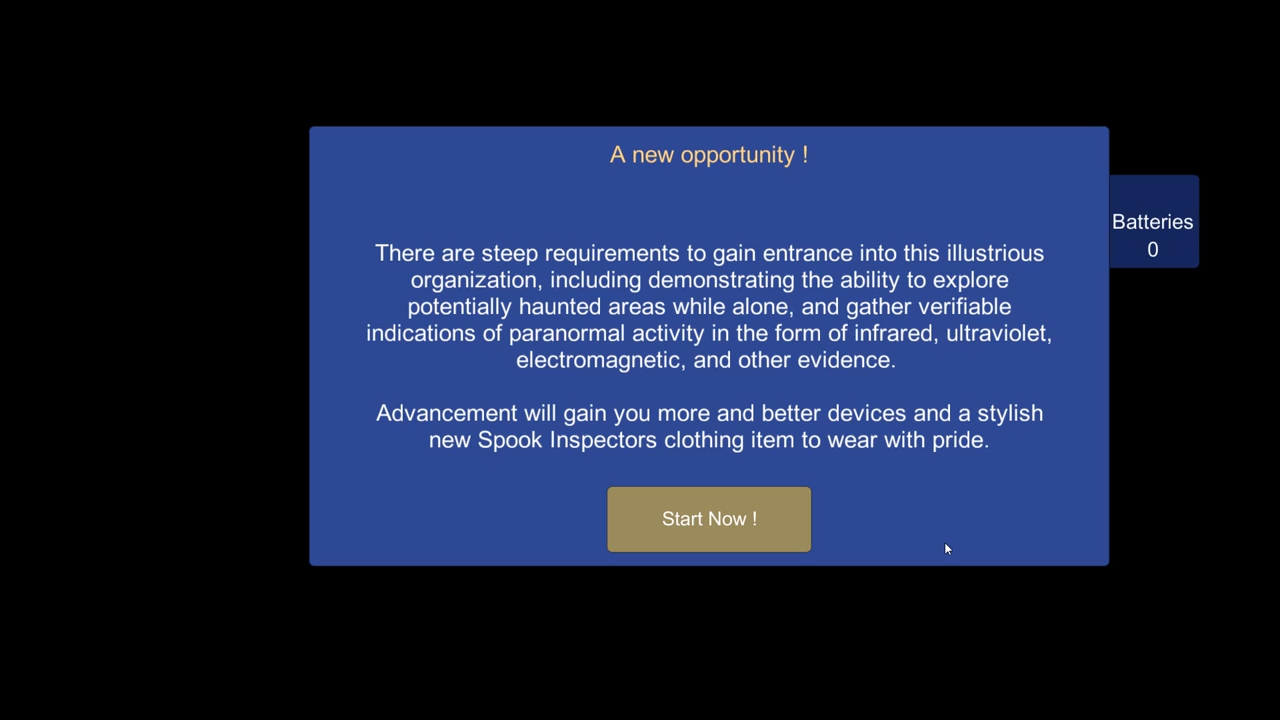 A new opportunity !
There are steep requirements to gain entrance into this illustrious
organization, including demonstrating the ability to explore
potentially haunted areas while alone, and gather verifiable
indications of paranormal activity in the form of infrared, ultraviolet,
electromagnetic, and other evidence.
Advancement will gain you more and better devices and a stylish
new Spook Inspectors clothing item to wear with pride.
Start Now !
Batteries
0